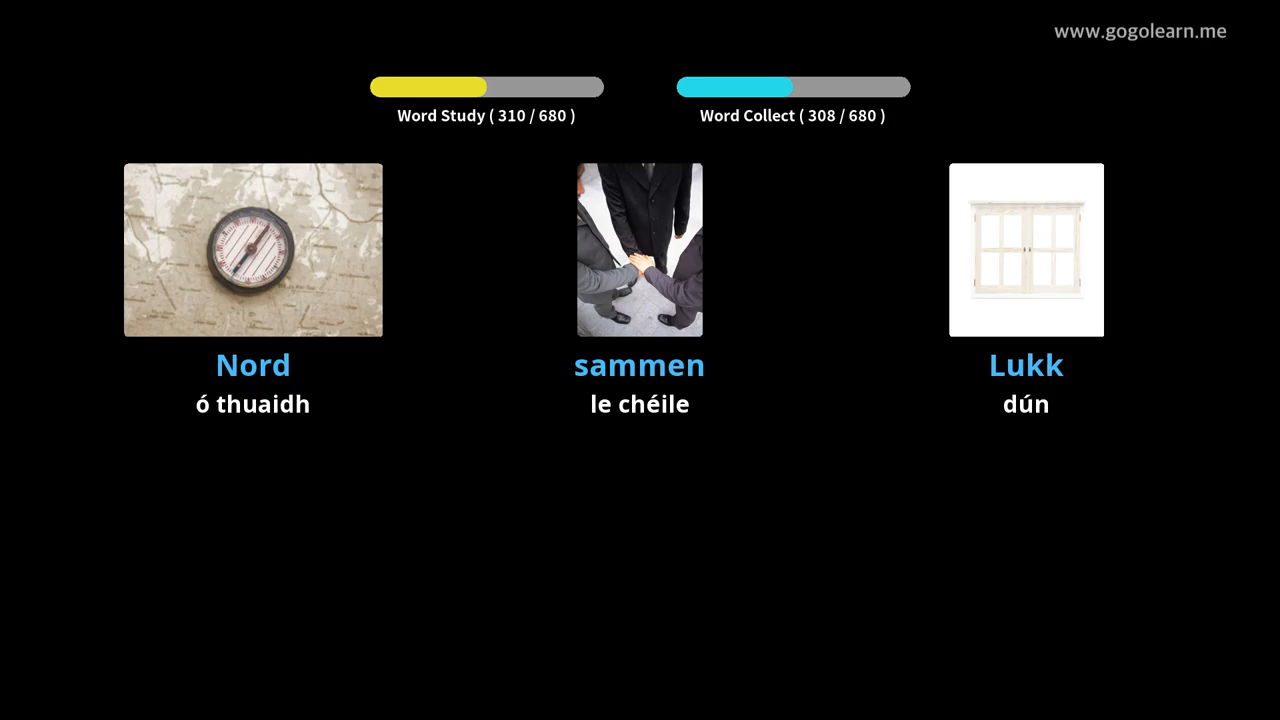 www.gogolearn.me
Word Study ( 310 / 680 )
Word Collect ( 308 / 680 )
Nord
ó thuaidh
sammen
le chéile
Lukk
dún